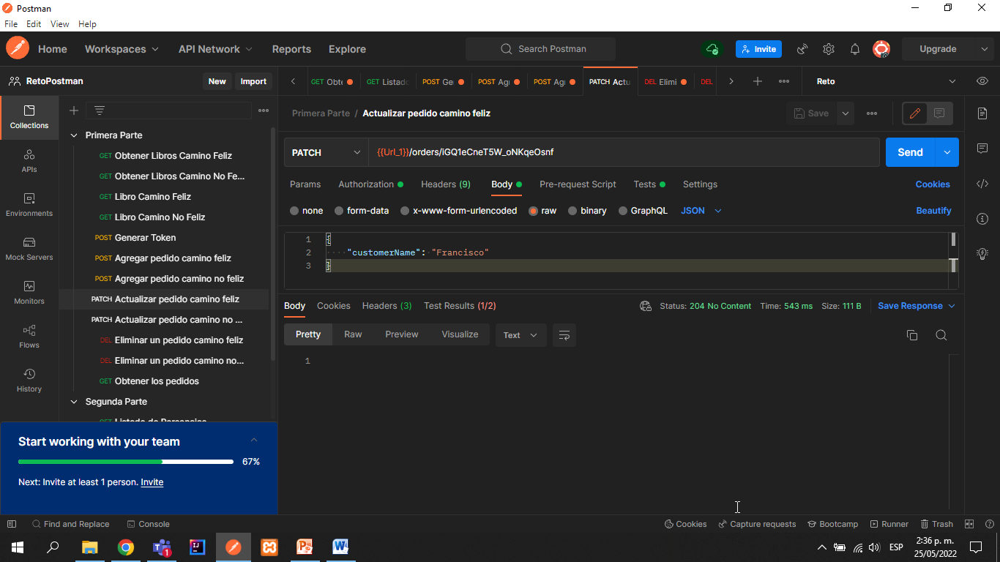 Postman
File Edit View Help
Home Workspaces API Network Reports Explore Search Postman Invite Upgrade
RetoPostman New Import
GET Obte GET Listado POST Ge POST Agr POST Ag PATCH Actu DEL Elimi DEL Reto
Collections
APIs
Environments
Mock Servers
Monitors
Flows
History
Primera Parte
GET Obtener Libros Camino Feliz
GET Obtener Libros Camino No Fe...
GET Libro Camino Feliz
GET Libro Camino No Feliz
POST Generar Token
POST Agregar pedido camino feliz
POST Agregar pedido camino no feliz
PATCH Actualizar pedido camino feliz
PATCH Actualizar pedido camino no ...
DEL Eliminar un pedido camino feliz
DEL Eliminar un pedido camino no...
GET Obtener los pedidos
Segunda Parte
Start working with your team
67%
Next: Invite at least 1 person. Invite
Primera Parte / Actualizar pedido camino feliz Save
PATCH {{Url_1}}/orders/iGQ1eCneT5W_oNKqeOsnf Send
Params Authorization Headers (9) Body Pre-request Script Tests Settings Cookies
none form-data x-www-form-urlencoded raw binary GraphQL JSON Beautify
1 {
2 "customerName": "Francisco"
3 }
Body Cookies Headers (3) Test Results (1/2) Status: 204 No Content Time: 543 ms Size: 111 B Save Response
Pretty Raw Preview Visualize Text
1
Find and Replace Console Cookies Capture requests Bootcamp Runner Trash
1 ESP 2:36 p. m.
25/05/2022